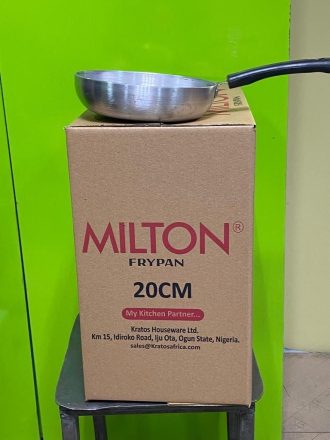 MILTON®
FRYPAN
20CM
My Kitchen Partner...
Kratos Houseware Ltd.
Km 15, Idiroko Road, Iju Ota, Ogun State, Nigeria.
sales@Kratosafrica.com